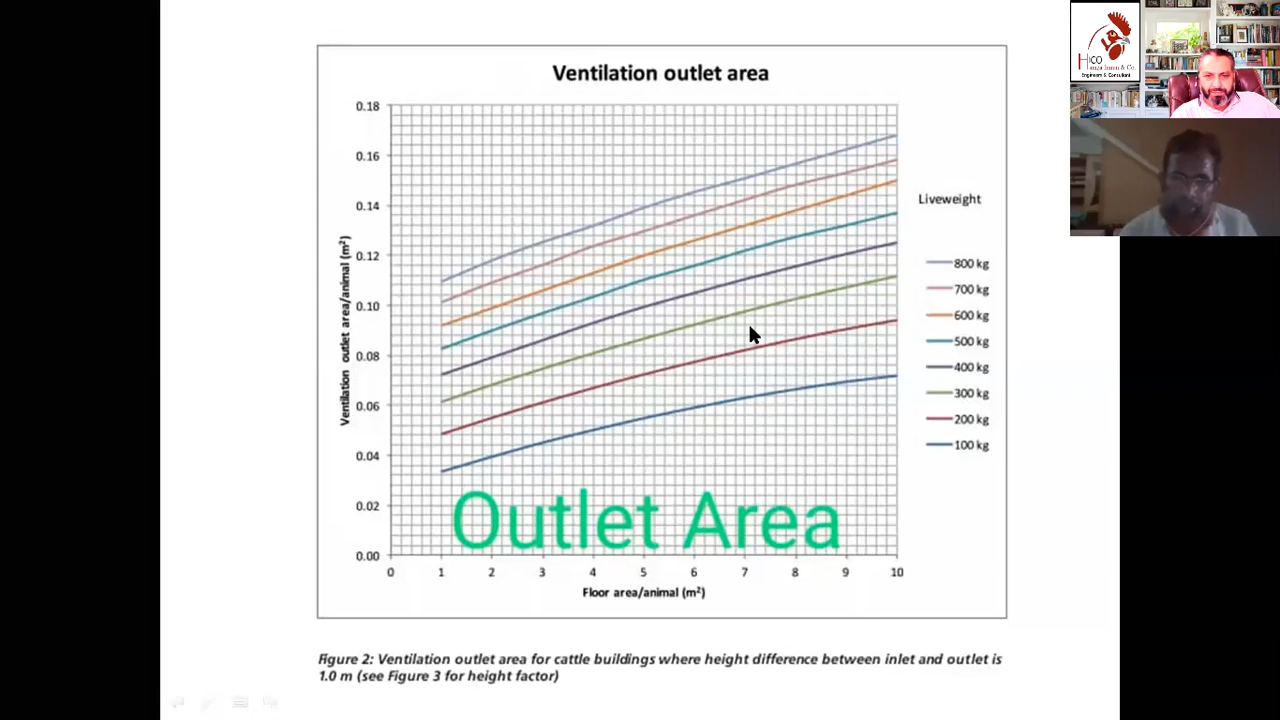 Ventilation outlet area
0.18
0.16
0.14
0.12
0.10
0.08
0.06
0.04
0.02
0.00
Ventilation outlet area/animal (m²)
0 1 2 3 4 5 6 7 8 9 10
Floor area/animal (m²)
Liveweight
800 kg
700 kg
600 kg
500 kg
400 kg
300 kg
200 kg
100 kg
Outlet Area
Figure 2: Ventilation outlet area for cattle buildings where height difference between inlet and outlet is
1.0 m (see Figure 3 for height factor)
HICO
Engineers & Consultant